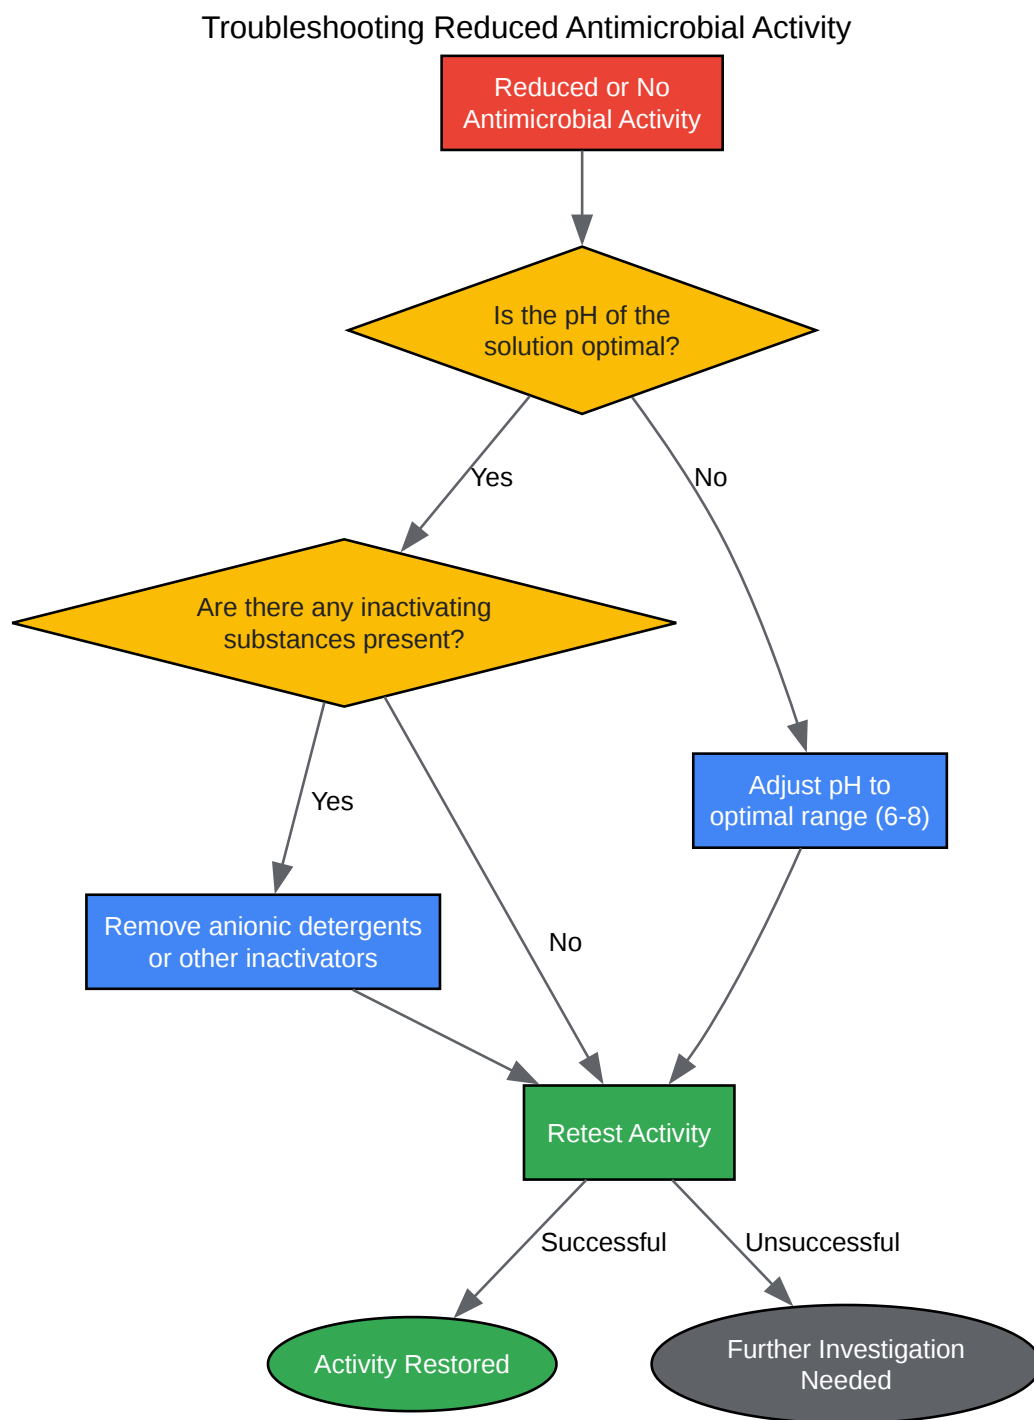 Troubleshooting Reduced Antimicrobial Activity
Reduced or No
Antimicrobial Activity
Is the pH of the
solution optimal?
Yes
No
Are there any inactivating
substances present?
Adjust pH to
optimal range (6-8)
Yes
Remove anionic detergents
or other inactivators
No
Retest Activity
Successful
Unsuccessful
Activity Restored
Further Investigation
Needed